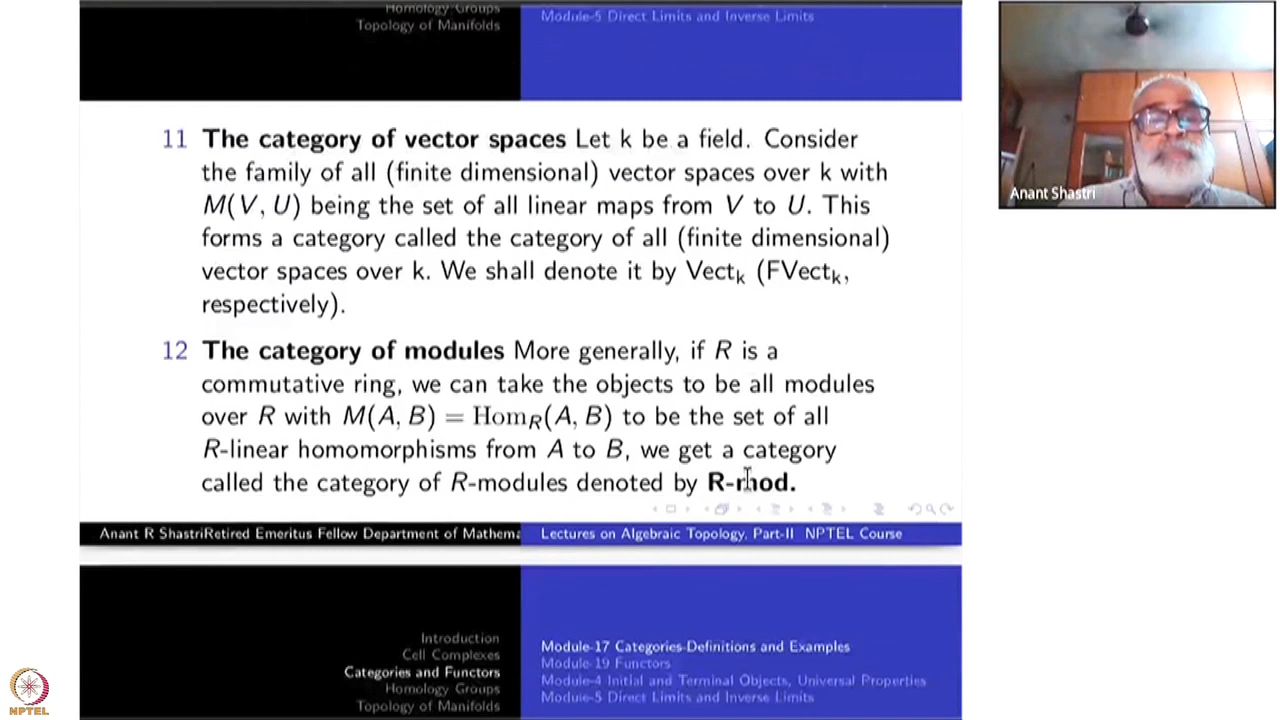 Homology Groups
Topology of Manifolds
Module-5 Direct Limits and Inverse Limits
Anant Shastri
11 The category of vector spaces Let k be a field. Consider
the family of all (finite dimensional) vector spaces over k with
M(V, U) being the set of all linear maps from V to U. This
forms a category called the category of all (finite dimensional)
vector spaces over k. We shall denote it by Vectₖ (FVectₖ,
respectively).
12 The category of modules More generally, if R is a
commutative ring, we can take the objects to be all modules
over R with M(A, B) = Hom_R(A, B) to be the set of all
R-linear homomorphisms from A to B, we get a category
called the category of R-modules denoted by R-mod.
Anant R ShastriRetired Emeritus Fellow Department of Mathema
Lectures on Algebraic Topology, Part-II NPTEL Course
Introduction
Cell Complexes
Categories and Functors
Homology Groups
Topology of Manifolds
Module-17 Categories-Definitions and Examples
Module-19 Functors
Module-4 Initial and Terminal Objects, Universal Properties
Module-5 Direct Limits and Inverse Limits
NPTEL